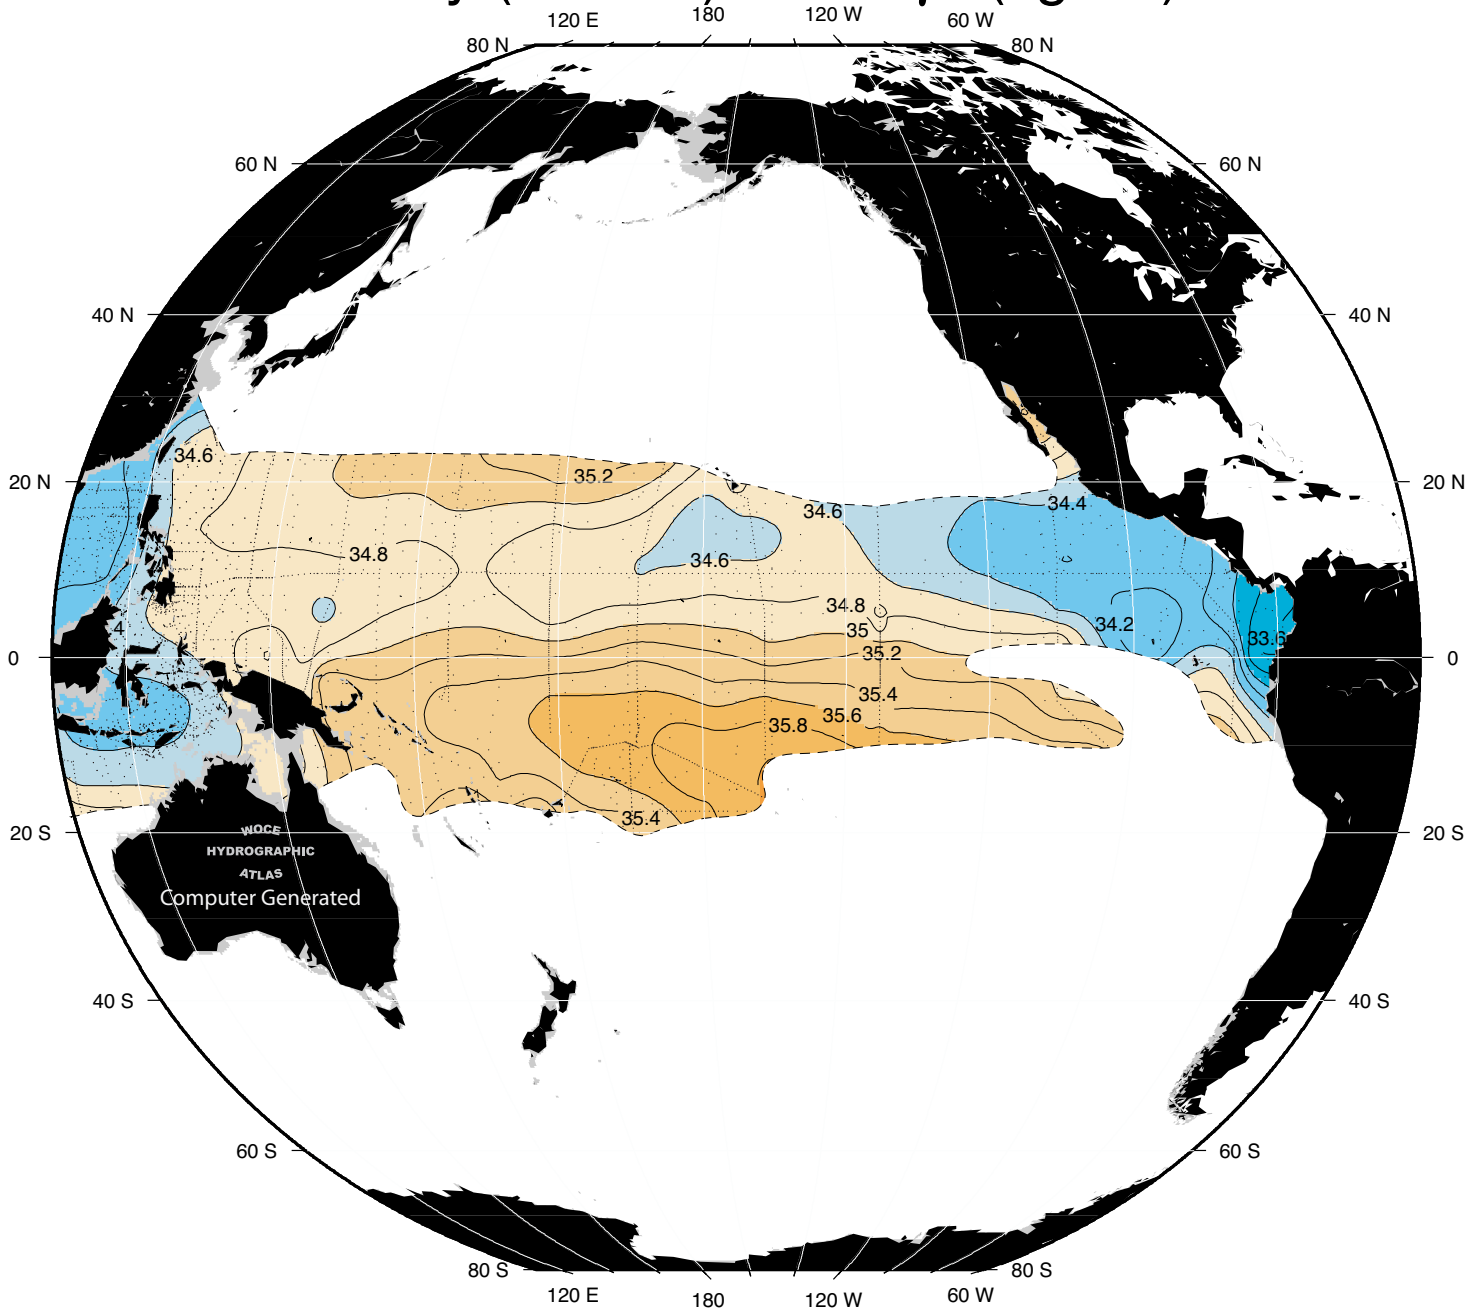 120 E 180 120 W 60 W
80 N 80 N
60 N 60 N
40 N 40 N
34.6
35.2
20 N 20 N
34.6 34.4
34.8 34.6
34.8
34.2
4 35 33.6
0 35.2 0
35.4
35.6
35.8
35.4
20 S 20 S
WOCE
HYDROGRAPHIC
ATLAS
Computer Generated
40 S 40 S
60 S 60 S
80 S 80 S
120 E 180 120 W 60 W